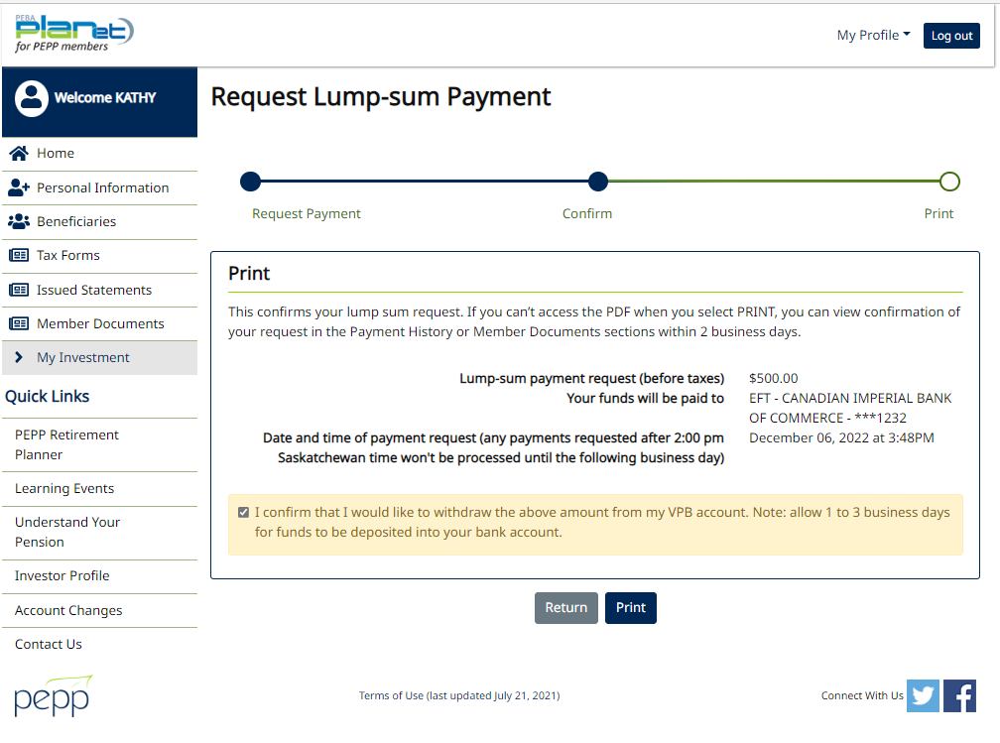 PEBA
planet
for PEPP members
My Profile
Log out
Welcome KATHY
Home
Personal Information
Beneficiaries
Tax Forms
Issued Statements
Member Documents
My Investment
Quick Links
PEPP Retirement
Planner
Learning Events
Understand Your
Pension
Investor Profile
Account Changes
Contact Us
Request Lump-sum Payment
Request Payment
Confirm
Print
Print
This confirms your lump sum request. If you can't access the PDF when you select PRINT, you can view confirmation of
your request in the Payment History or Member Documents sections within 2 business days.
Lump-sum payment request (before taxes) $500.00
Your funds will be paid to EFT - CANADIAN IMPERIAL BANK
OF COMMERCE - ***1232
Date and time of payment request (any payments requested after 2:00 pm December 06, 2022 at 3:48PM
Saskatchewan time won't be processed until the following business day)
I confirm that I would like to withdraw the above amount from my VPB account. Note: allow 1 to 3 business days
for funds to be deposited into your bank account.
Return
Print
pepp
Terms of Use (last updated July 21, 2021)
Connect With Us